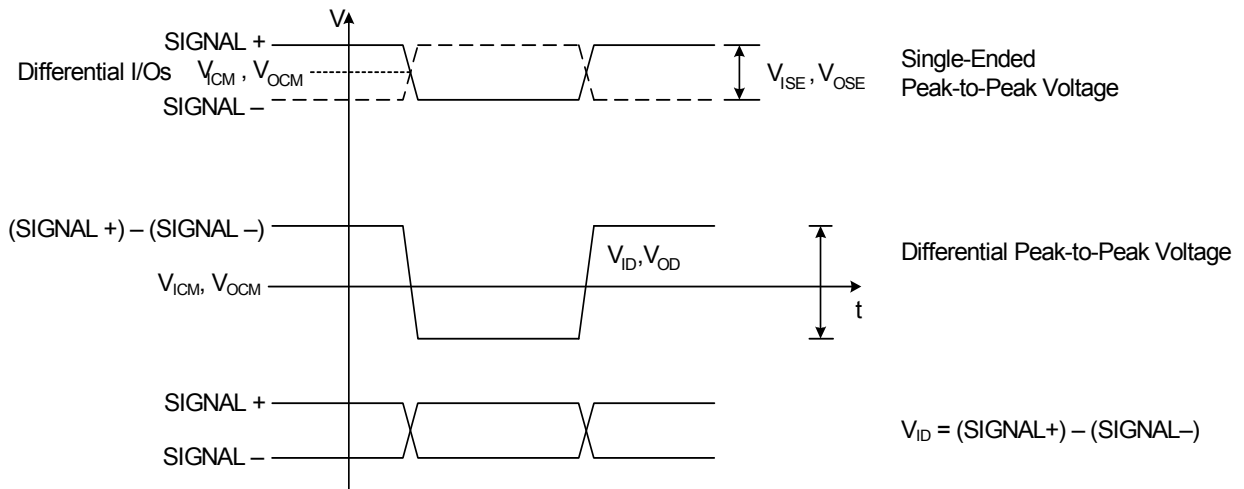 V
SIGNAL +
Differential I/Os V_ICM , V_OCM
SIGNAL –
V_ISE , V_OSE
Single-Ended
Peak-to-Peak Voltage
(SIGNAL +) – (SIGNAL –)
V_ID,V_OD
Differential Peak-to-Peak Voltage
V_ICM, V_OCM
t
SIGNAL +
SIGNAL –
V_ID = (SIGNAL+) – (SIGNAL–)